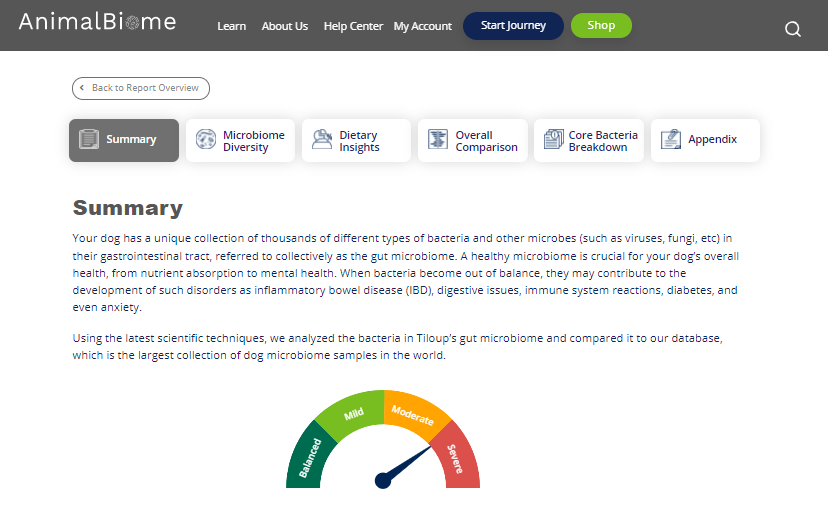 AnimalBiome
Learn
About Us
Help Center
My Account
Start Journey
Shop
Back to Report Overview
Summary
Microbiome
Diversity
Dietary
Insights
Overall
Comparison
Core Bacteria
Breakdown
Appendix
Summary
Your dog has a unique collection of thousands of different types of bacteria and other microbes (such as viruses, fungi, etc) in
their gastrointestinal tract, referred to collectively as the gut microbiome. A healthy microbiome is crucial for your dog’s overall
health, from nutrient absorption to mental health. When bacteria become out of balance, they may contribute to the
development of such disorders as inflammatory bowel disease (IBD), digestive issues, immune system reactions, diabetes, and
even anxiety.
Using the latest scientific techniques, we analyzed the bacteria in Tiloup’s gut microbiome and compared it to our database,
which is the largest collection of dog microbiome samples in the world.
Balanced
Mild
Moderate
Severe